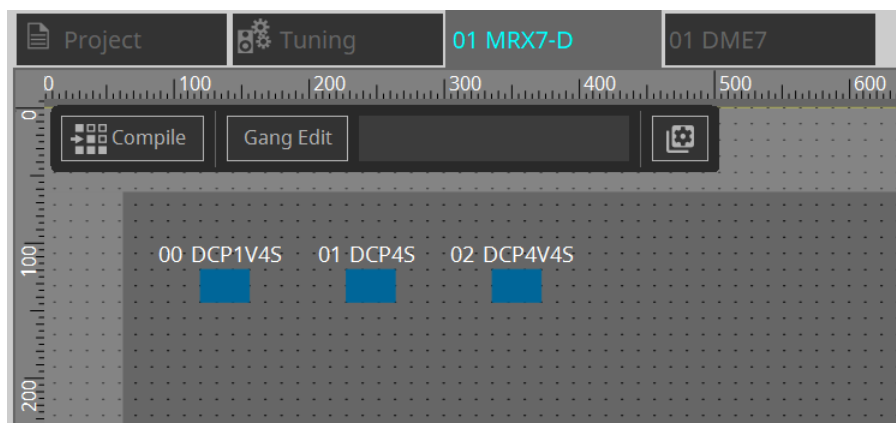 Project
Tuning
01 MRX7-D
01 DME7
0 100 200 300 400 500 600
0
Compile
Gang Edit
100
00 DCP1V4S 01 DCP4S 02 DCP4V4S
200